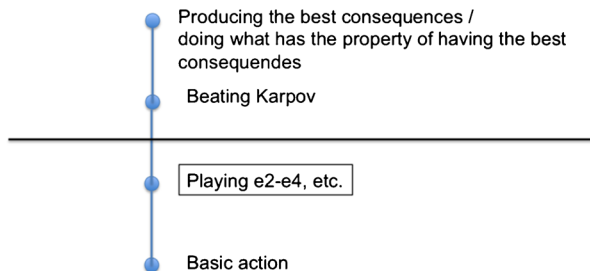 Producing the best consequences /
doing what has the property of having the best
consequendes
Beating Karpov
Playing e2-e4, etc.
Basic action